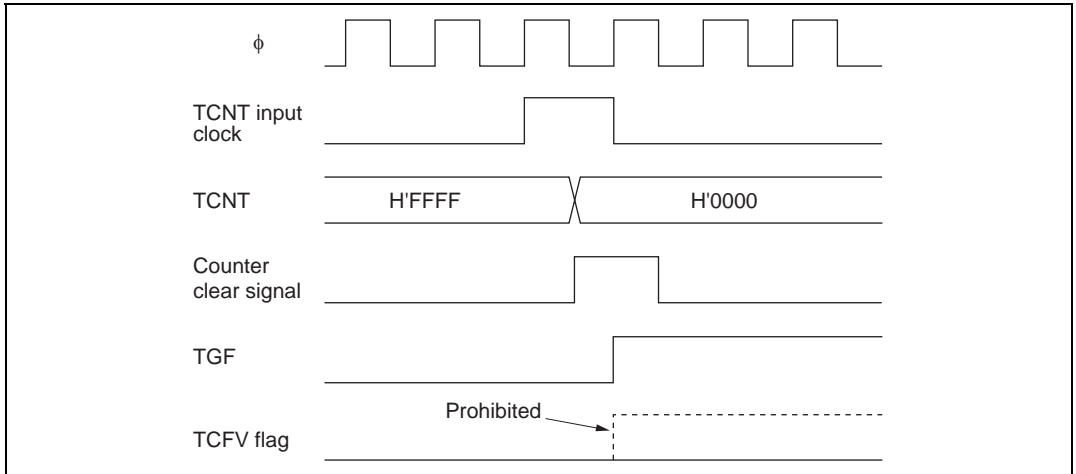 ϕ
TCNT input
clock
TCNT
H'FFFF
H'0000
Counter
clear signal
TGF
Prohibited
TCFV flag